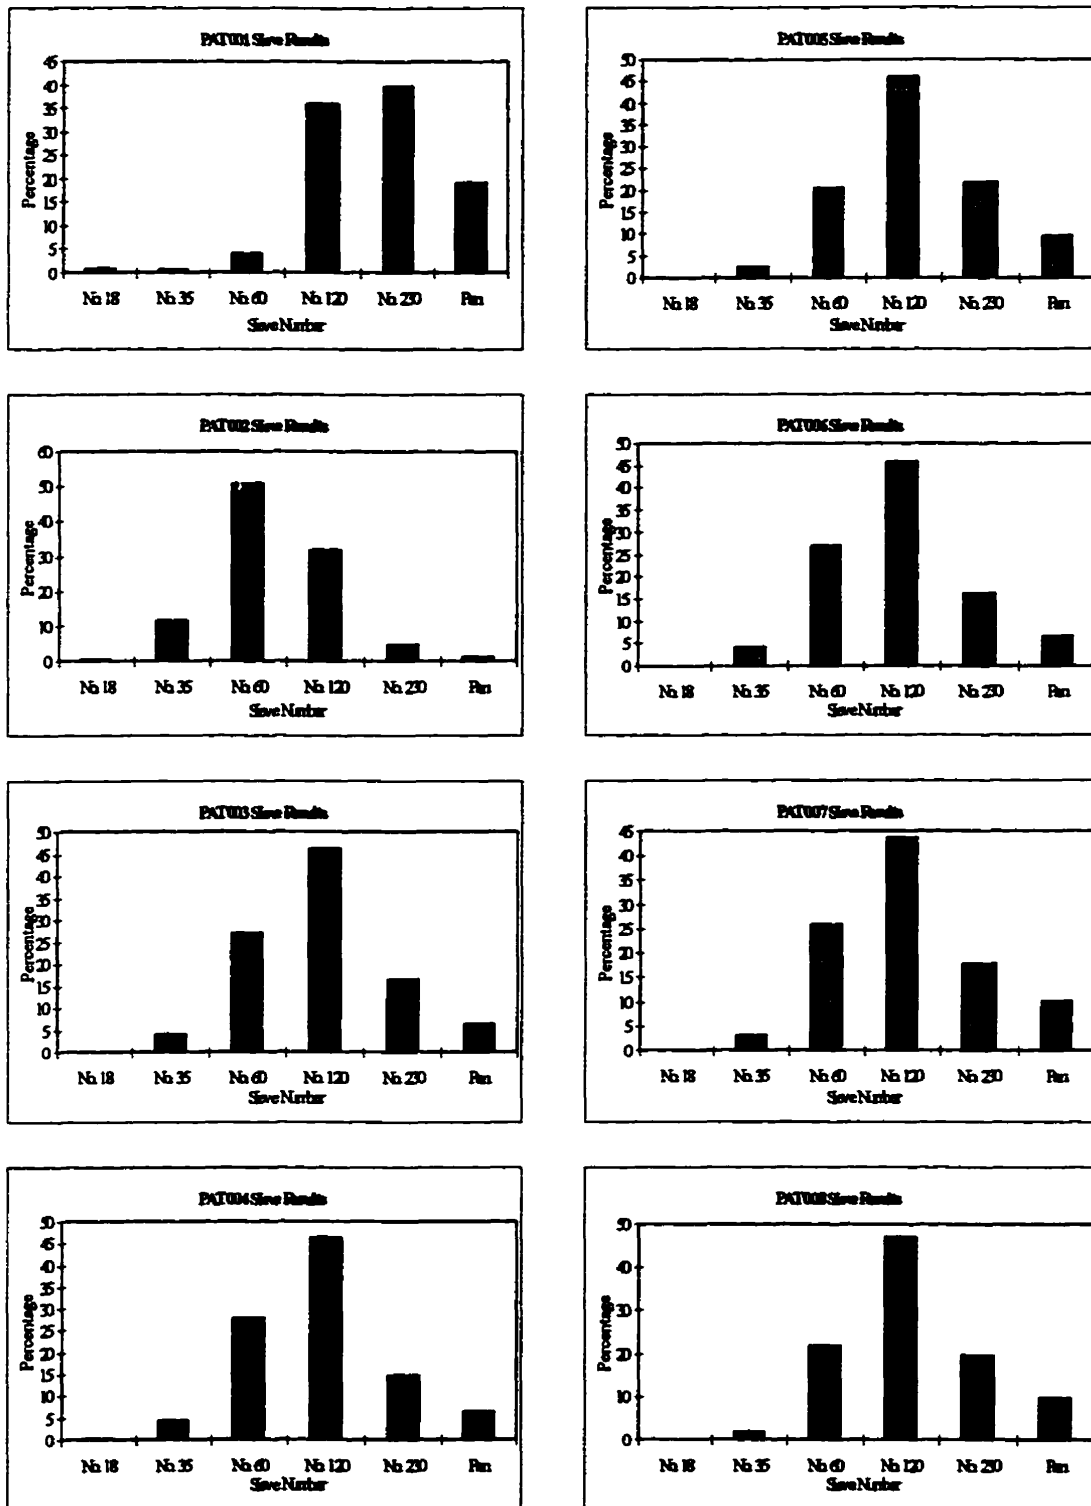 PAT001 Sieve Results
45
40
35
30
25
20
15
10
5
0
Percentage
No. 18 No. 35 No. 60 No. 120 No. 230 Pan
Sieve Number
PAT005 Sieve Results
50
45
40
35
30
25
20
15
10
5
0
Percentage
No. 18 No. 35 No. 60 No. 120 No. 230 Pan
Sieve Number
PAT002 Sieve Results
60
50
40
30
20
10
0
Percentage
No. 18 No. 35 No. 60 No. 120 No. 230 Pan
Sieve Number
PAT006 Sieve Results
50
45
40
35
30
25
20
15
10
5
0
Percentage
No. 18 No. 35 No. 60 No. 120 No. 230 Pan
Sieve Number
PAT003 Sieve Results
50
45
40
35
30
25
20
15
10
5
0
Percentage
No. 18 No. 35 No. 60 No. 120 No. 230 Pan
Sieve Number
PAT007 Sieve Results
45
40
35
30
25
20
15
10
5
0
Percentage
No. 18 No. 35 No. 60 No. 120 No. 230 Pan
Sieve Number
PAT004 Sieve Results
50
45
40
35
30
25
20
15
10
5
0
Percentage
No. 18 No. 35 No. 60 No. 120 No. 230 Pan
Sieve Number
PAT008 Sieve Results
50
40
30
20
10
0
Percentage
No. 18 No. 35 No. 60 No. 120 No. 230 Pan
Sieve Number